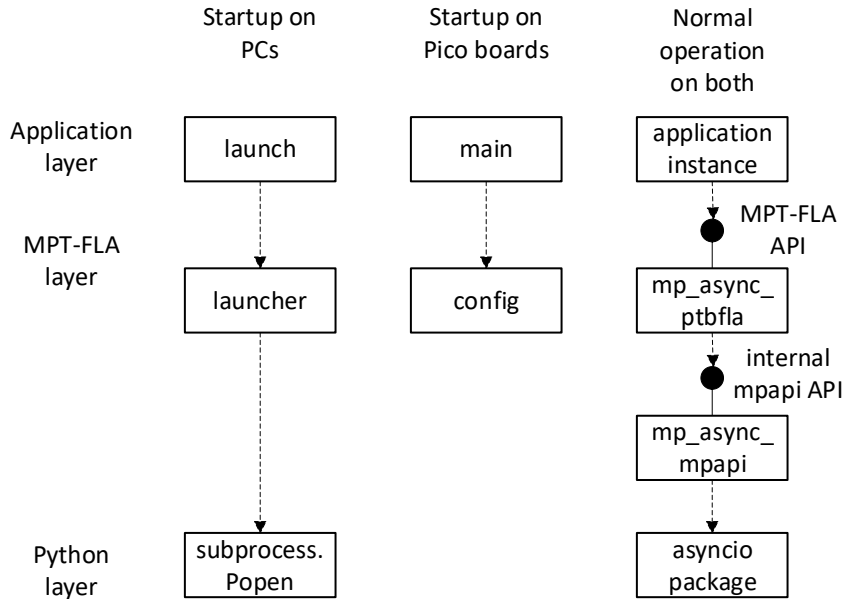 Startup on
PCs
Startup on
Pico boards
Normal
operation
on both
Application
layer
launch
main
application
instance
MPT-FLA
API
MPT-FLA
layer
launcher
config
mp_async_
ptbfla
internal
mpapi API
mp_async_
mpapi
Python
layer
subprocess.
Popen
asyncio
package